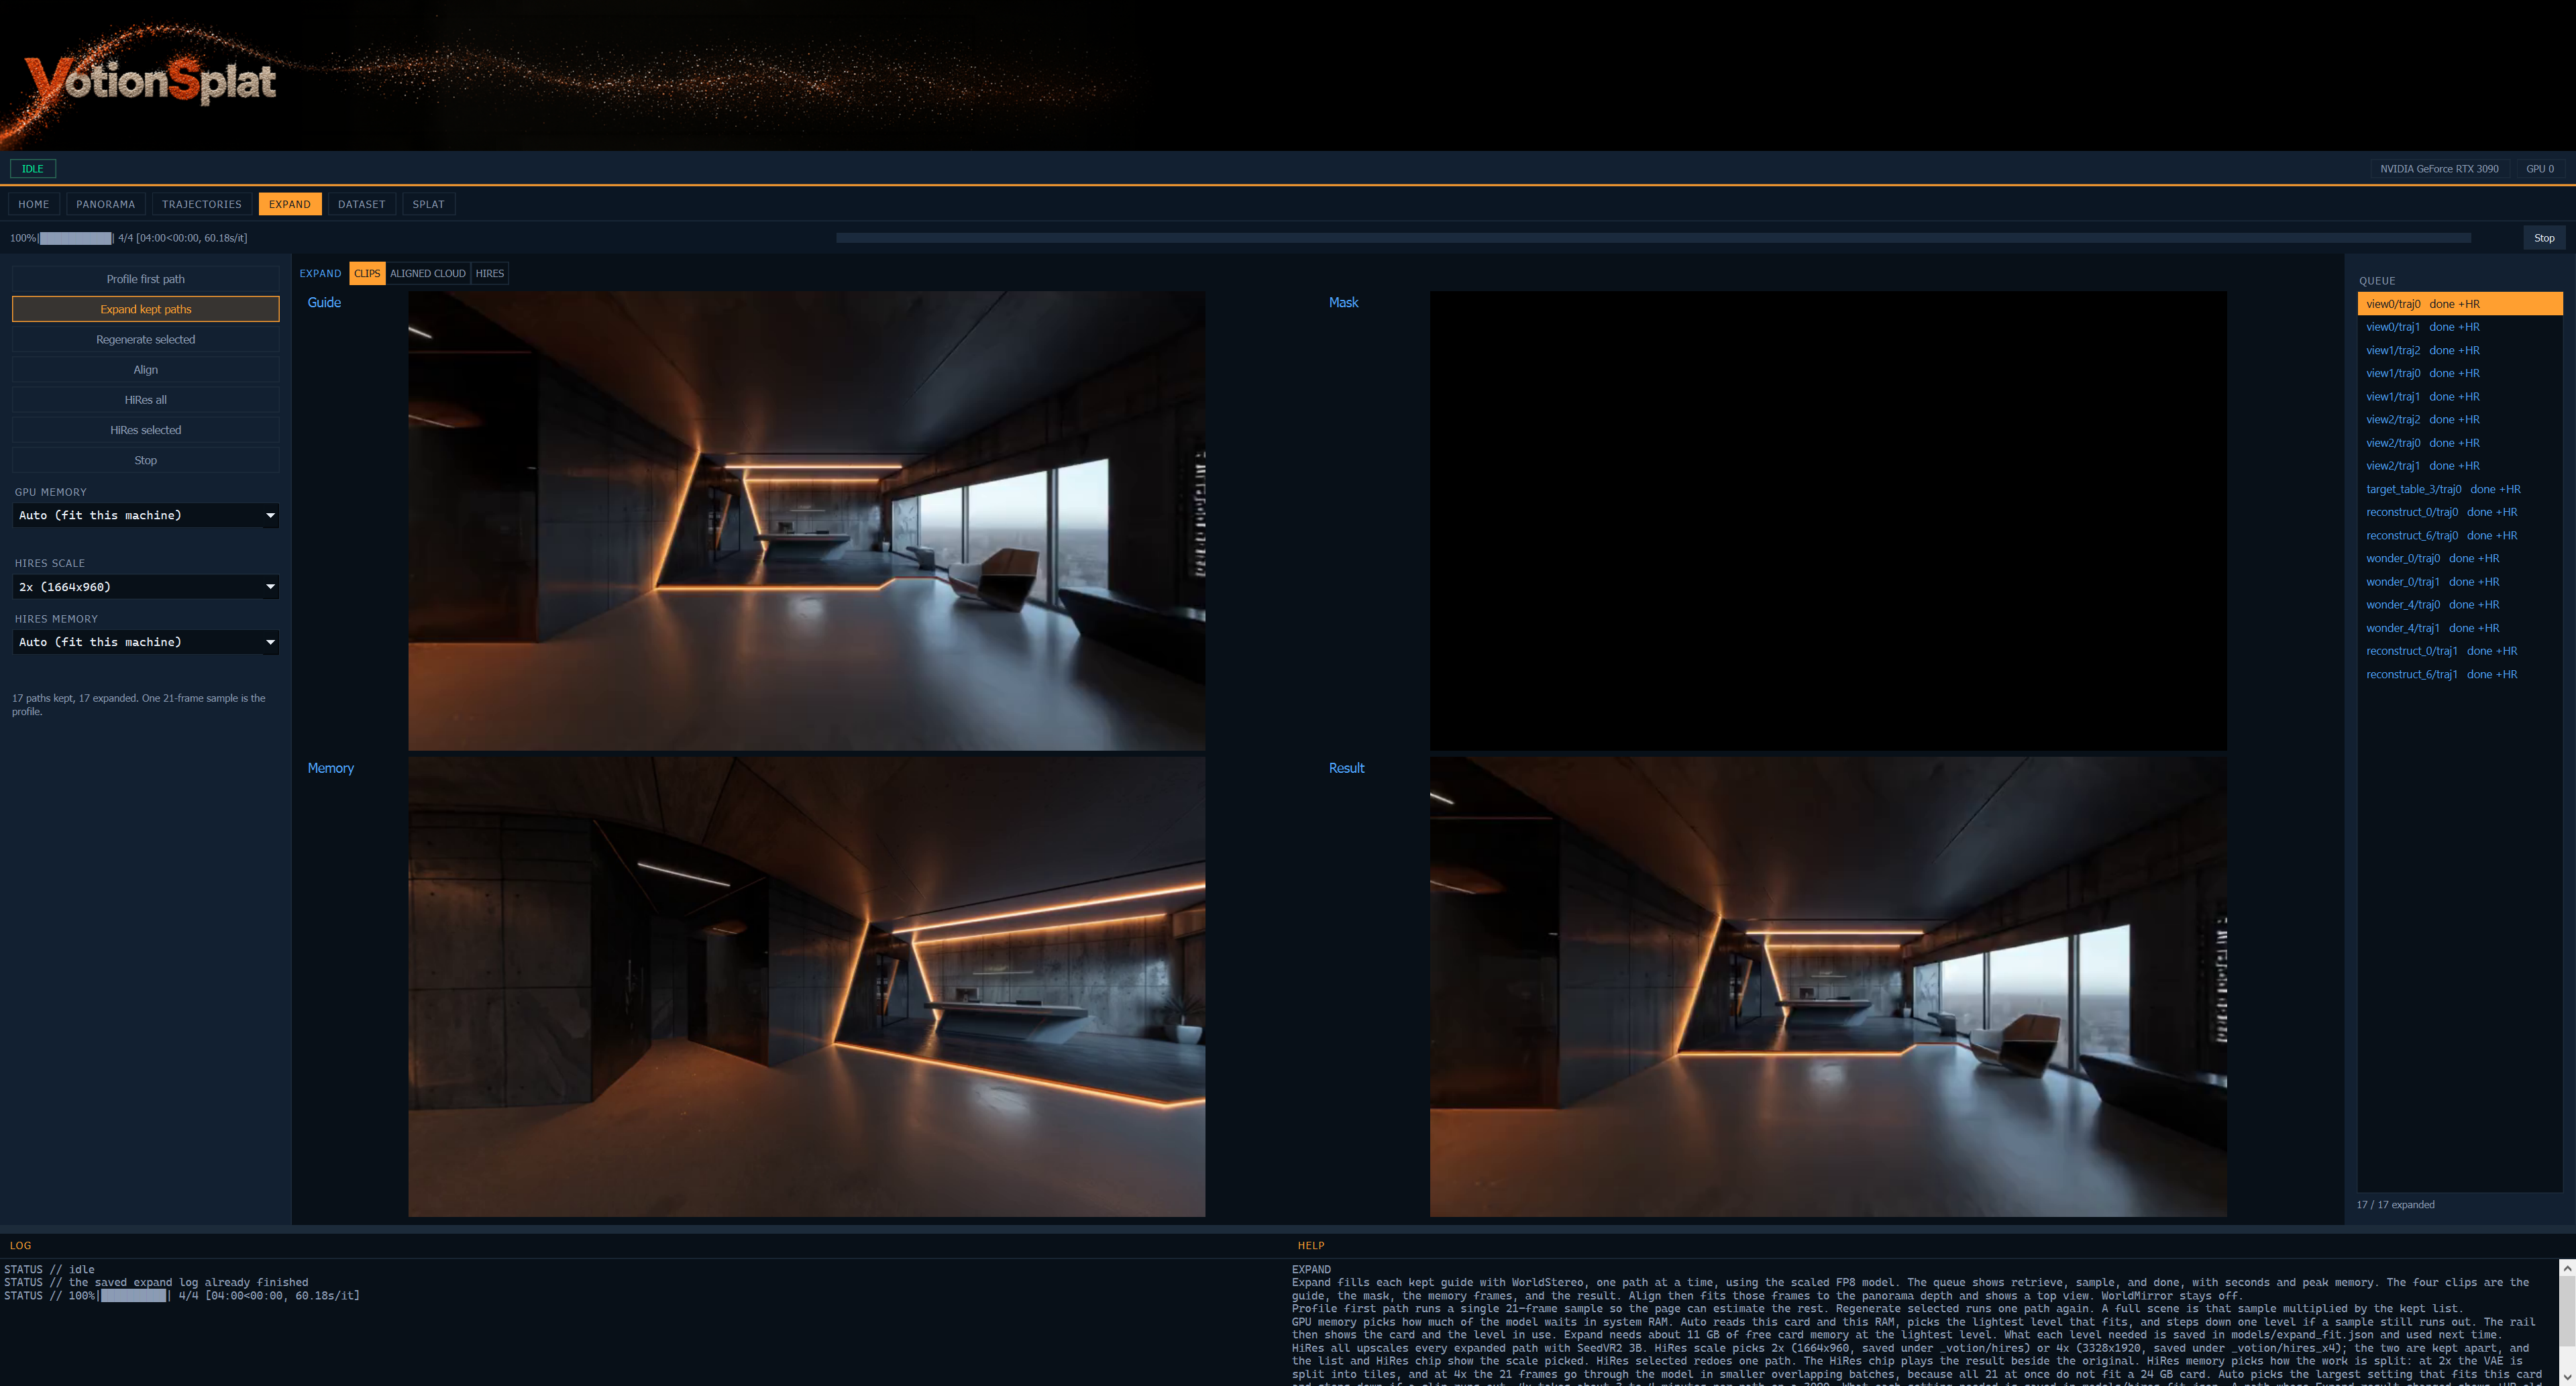 VotionSplat
IDLE
NVIDIA GeForce RTX 3090
GPU 0
HOME
PANORAMA
TRAJECTORIES
EXPAND
DATASET
SPLAT
100%| | 4/4 [04:00<00:00, 60.18s/it]
Stop
Profile first path
Expand kept paths
Regenerate selected
Align
HiRes all
HiRes selected
Stop
GPU MEMORY
Auto (fit this machine)
HIRES SCALE
2x (1664x960)
HIRES MEMORY
Auto (fit this machine)
17 paths kept, 17 expanded. One 21-frame sample is the
profile.
EXPAND
CLIPS
ALIGNED CLOUD
HIRES
Guide
Mask
Memory
Result
QUEUE
view0/traj0 done +HR
view0/traj1 done +HR
view1/traj2 done +HR
view1/traj0 done +HR
view1/traj1 done +HR
view2/traj2 done +HR
view2/traj0 done +HR
view2/traj1 done +HR
target_table_3/traj0 done +HR
reconstruct_0/traj0 done +HR
reconstruct_6/traj0 done +HR
wonder_0/traj0 done +HR
wonder_0/traj1 done +HR
wonder_4/traj0 done +HR
wonder_4/traj1 done +HR
reconstruct_0/traj1 done +HR
reconstruct_6/traj1 done +HR
17 / 17 expanded
LOG
STATUS // idle
STATUS // the saved expand log already finished
STATUS // 100%| | 4/4 [04:00<00:00, 60.18s/it]
HELP
EXPAND
Expand fills each kept guide with WorldStereo, one path at a time, using the scaled FP8 model. The queue shows retrieve, sample, and done, with seconds and peak memory. The four clips are the
guide, the mask, the memory frames, and the result. Align then fits those frames to the panorama depth and shows a top view. WorldMirror stays off.
Profile first path runs a single 21-frame sample so the page can estimate the rest. Regenerate selected runs one path again. A full scene is that sample multiplied by the kept list.
GPU memory picks how much of the model waits in system RAM. Auto reads this card and this RAM, picks the lightest level that fits, and steps down one level if a sample still runs out. The rail
then shows the card and the level in use. Expand needs about 11 GB of free card memory at the lightest level. What each level needed is saved in models/expand_fit.json and used next time.
HiRes all upscales every expanded path with SeedVR2 3B. HiRes scale picks 2x (1664x960, saved under _votion/hires) or 4x (3328x1920, saved under _votion/hires_x4); the two are kept apart, and
the list and HiRes chip show the scale picked. HiRes selected redoes one path. The HiRes chip plays the result beside the original. HiRes memory picks how the work is split: at 2x the VAE is
split into tiles, and at 4x the 21 frames go through the model in smaller overlapping batches, because all 21 at once do not fit a 24 GB card. Auto picks the largest setting that fits this card